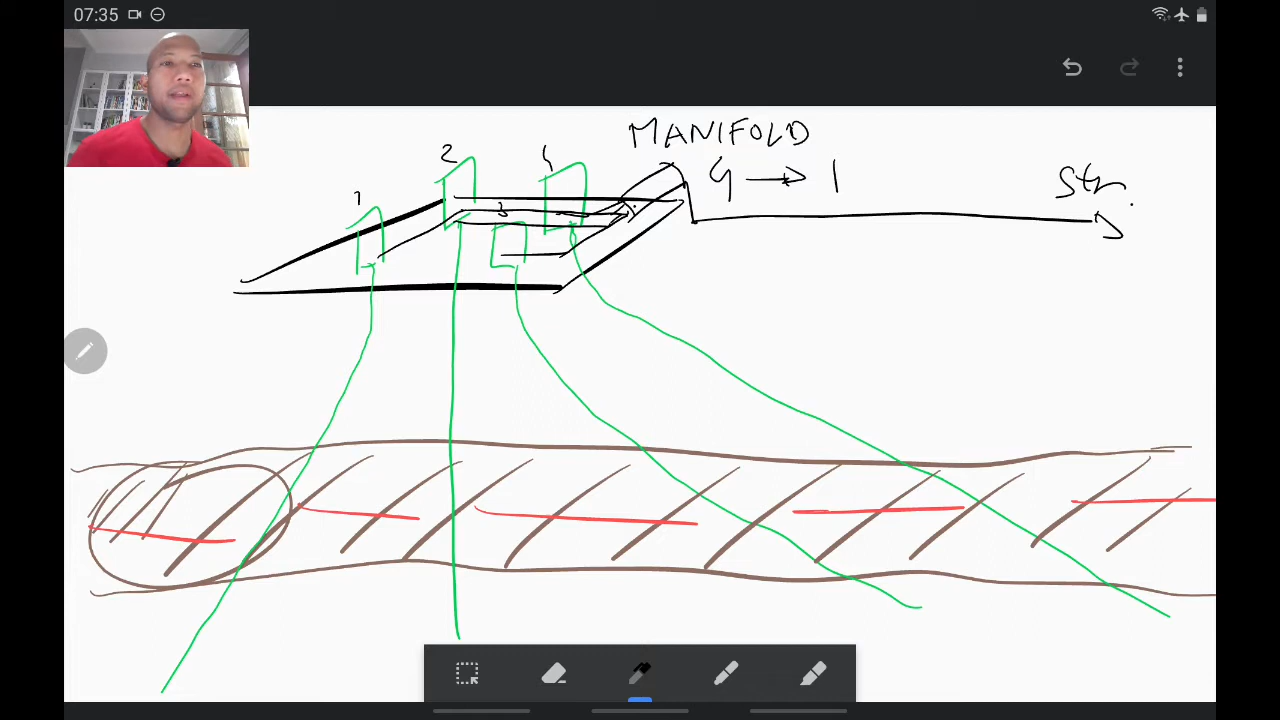 07:35
MANIFOLD
4 → 1
Str.
1
2
3
4